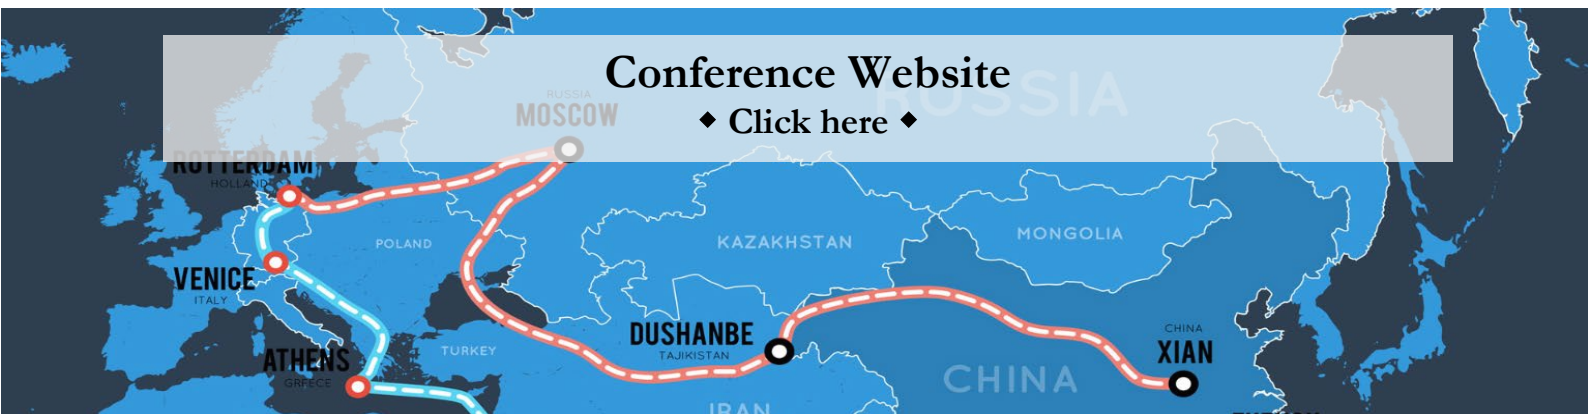 Conference Website
◆ Click here ◆
RUSSIA
RUSSIA
MOSCOW
ROTTERDAM
HOLLAND
POLAND
KAZAKHSTAN
MONGOLIA
VENICE
ITALY
DUSHANBE
TAJIKISTAN
CHINA
XIAN
TURKEY
ATHENS
GREECE
CHINA
IRAN